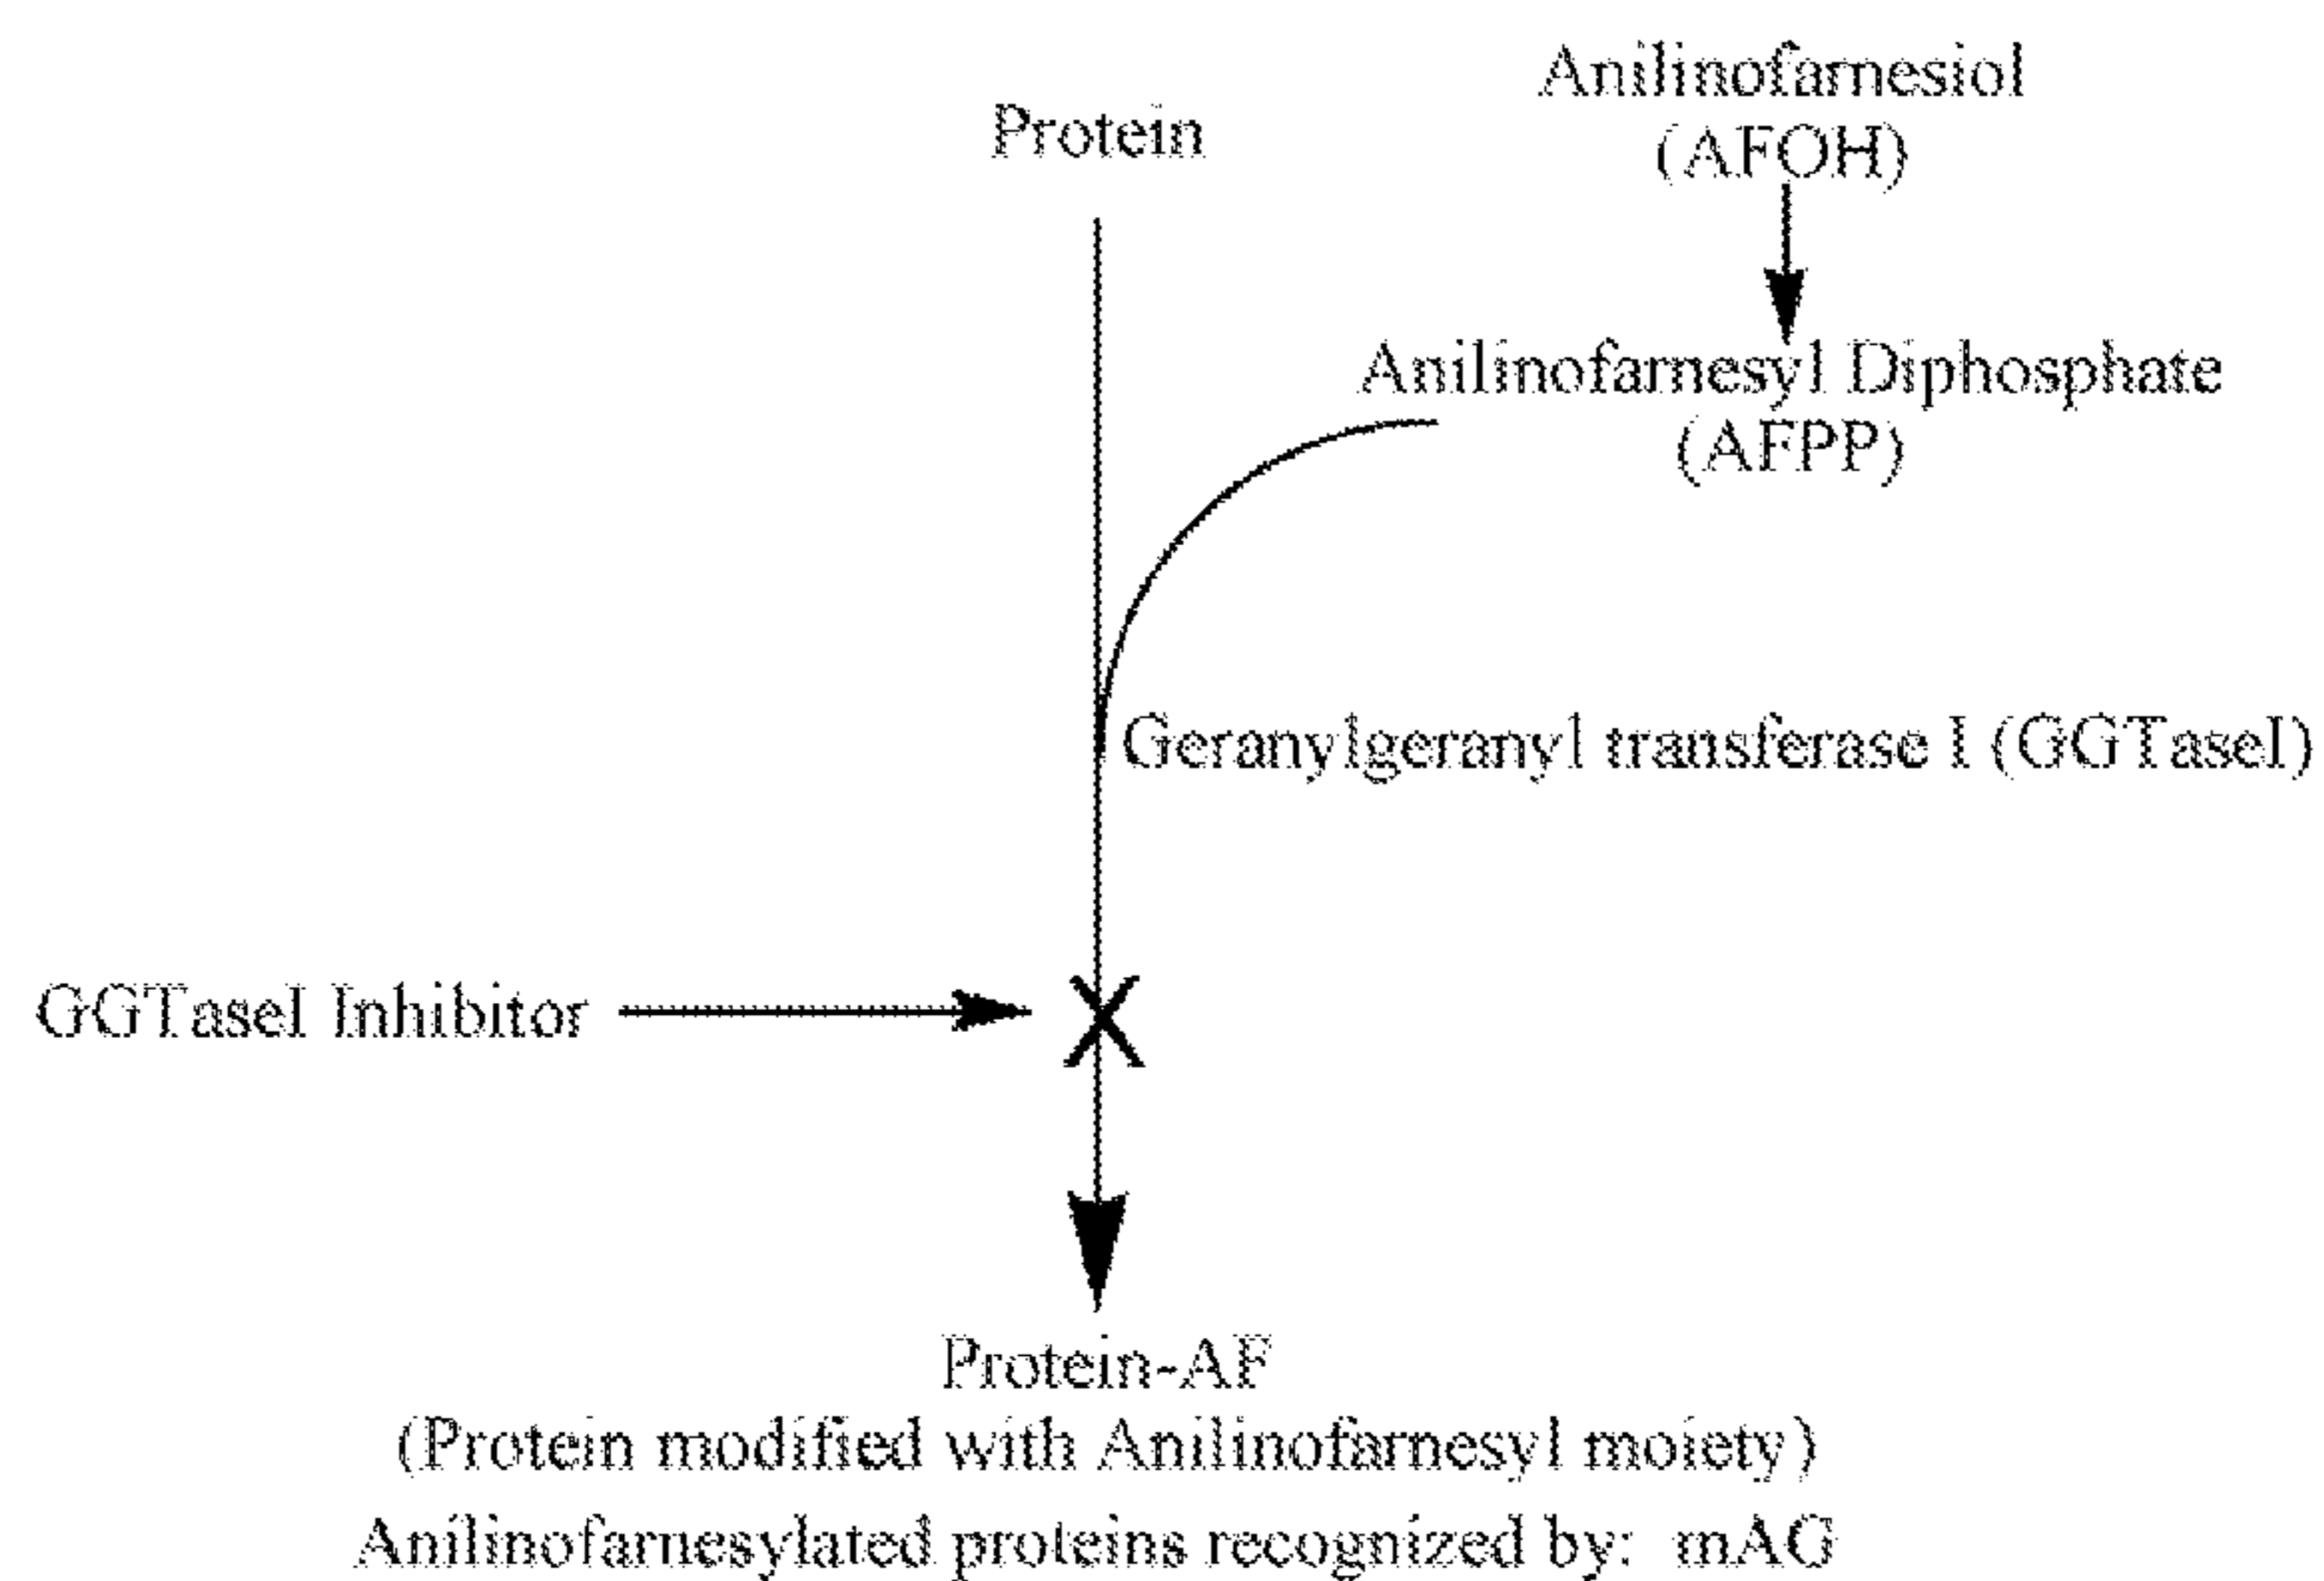 Anilinofarnesiol
(AFOH)
Protein
Anilinofarnesyl Diphosphate
(AFPP)
Geranylgeranyl transferase I (GGTaseI)
GGTaseI Inhibitor
Protein-AF
(Protein modified with Anilinofarnesyl moiety)
Anilinofarnesylated proteins recognized by: mAG